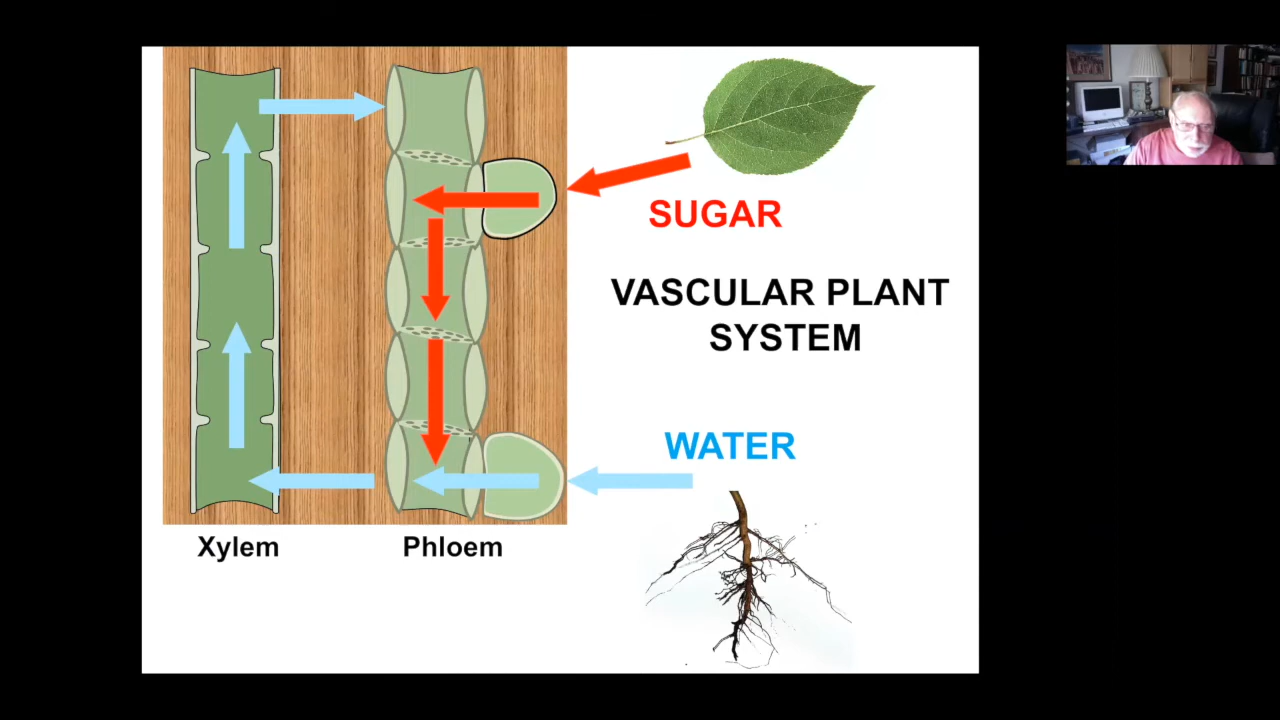 SUGAR
VASCULAR PLANT
SYSTEM
WATER
Xylem
Phloem